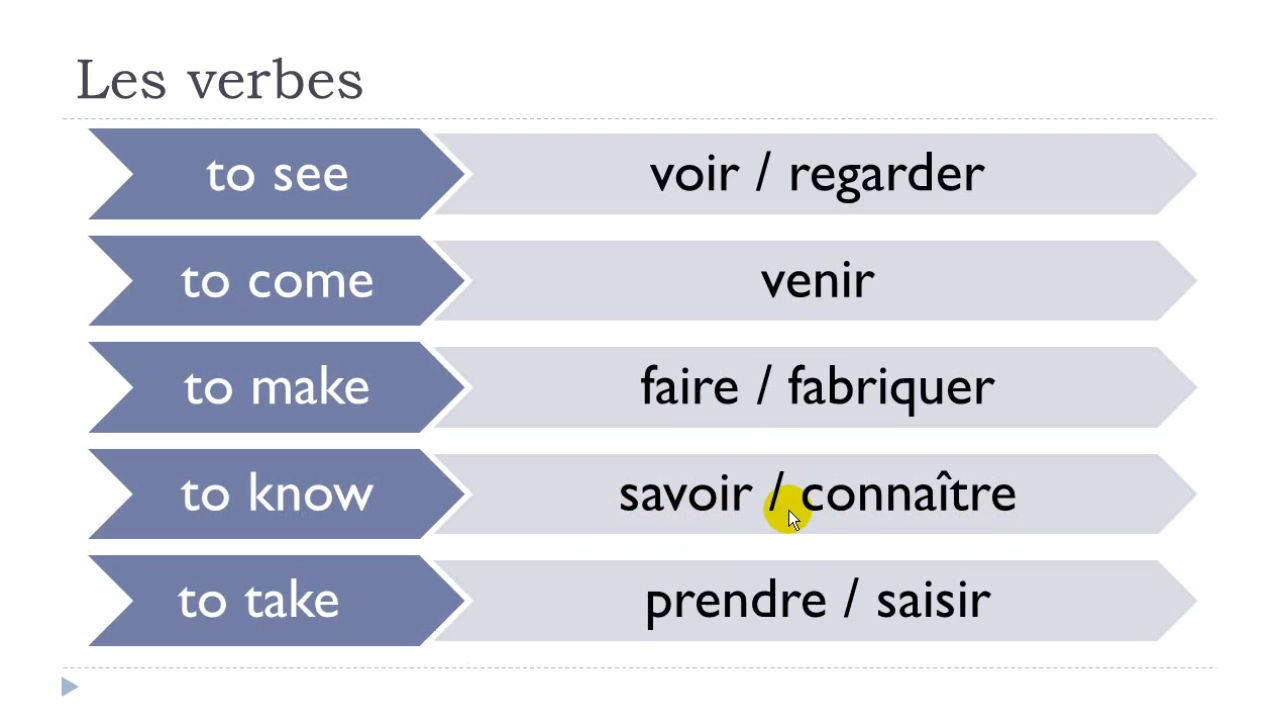 Les verbes
to see voir / regarder
to come venir
to make faire / fabriquer
to know savoir / connaître
to take prendre / saisir